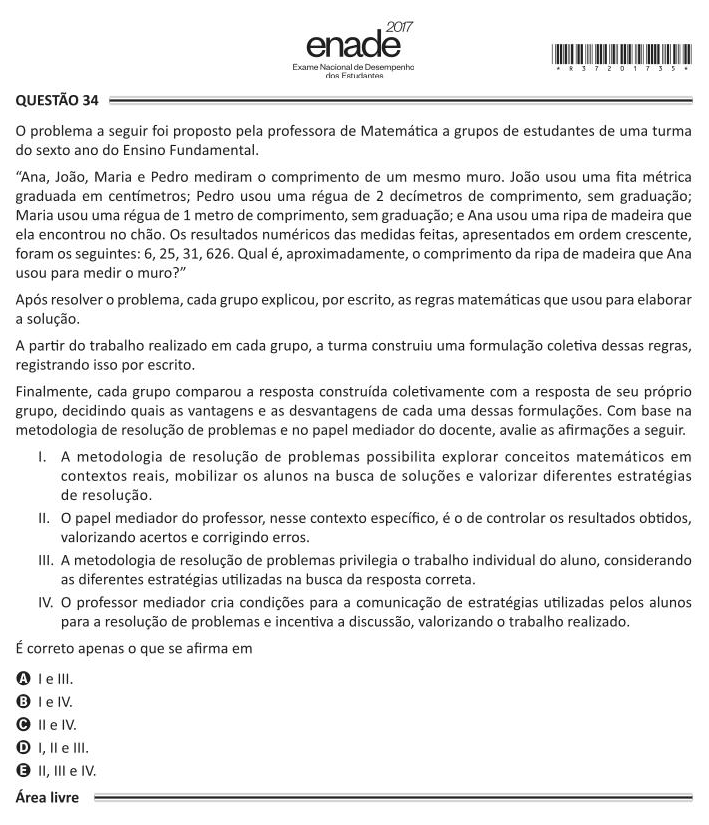 2017
enade
Exame Nacional de Desempenho
dos Estudantes
* R 3 7 2 0 1 7 3 5 *
QUESTÃO 34
O problema a seguir foi proposto pela professora de Matemática a grupos de estudantes de uma turma
do sexto ano do Ensino Fundamental.
“Ana, João, Maria e Pedro mediram o comprimento de um mesmo muro. João usou uma fita métrica
graduada em centímetros; Pedro usou uma régua de 2 decímetros de comprimento, sem graduação;
Maria usou uma régua de 1 metro de comprimento, sem graduação; e Ana usou uma ripa de madeira que
ela encontrou no chão. Os resultados numéricos das medidas feitas, apresentados em ordem crescente,
foram os seguintes: 6, 25, 31, 626. Qual é, aproximadamente, o comprimento da ripa de madeira que Ana
usou para medir o muro?”
Após resolver o problema, cada grupo explicou, por escrito, as regras matemáticas que usou para elaborar
a solução.
A partir do trabalho realizado em cada grupo, a turma construiu uma formulação coletiva dessas regras,
registrando isso por escrito.
Finalmente, cada grupo comparou a resposta construída coletivamente com a resposta de seu próprio
grupo, decidindo quais as vantagens e as desvantagens de cada uma dessas formulações. Com base na
metodologia de resolução de problemas e no papel mediador do docente, avalie as afirmações a seguir.
I. A metodologia de resolução de problemas possibilita explorar conceitos matemáticos em
contextos reais, mobilizar os alunos na busca de soluções e valorizar diferentes estratégias
de resolução.
II. O papel mediador do professor, nesse contexto específico, é o de controlar os resultados obtidos,
valorizando acertos e corrigindo erros.
III. A metodologia de resolução de problemas privilegia o trabalho individual do aluno, considerando
as diferentes estratégias utilizadas na busca da resposta correta.
IV. O professor mediador cria condições para a comunicação de estratégias utilizadas pelos alunos
para a resolução de problemas e incentiva a discussão, valorizando o trabalho realizado.
É correto apenas o que se afirma em
A I e III.
B I e IV.
C II e IV.
D I, II e III.
E II, III e IV.
Área livre